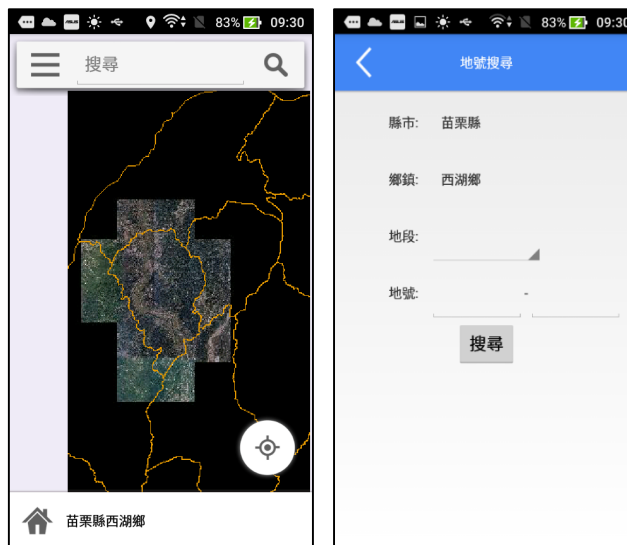 83% 09:30
搜尋
苗栗縣西湖鄉
83% 09:30
地號搜尋
縣市: 苗栗縣
鄉鎮: 西湖鄉
地段:
地號: -
搜尋